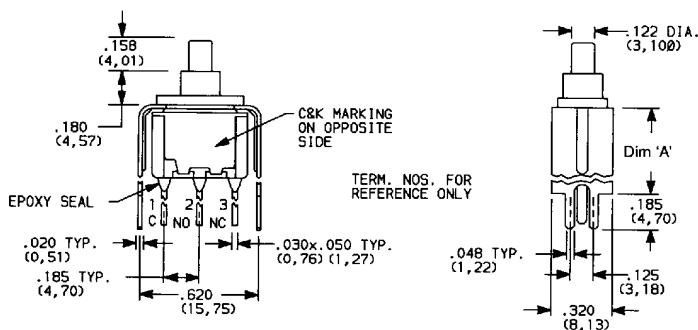 .158
(4,01)
.180
(4,57)
C&K MARKING
ON OPPOSITE
SIDE
EPOXY SEAL
1 2 3
C NO NC
TERM. NOS. FOR
REFERENCE ONLY
.020 TYP.
(0,51)
.030x.050 TYP.
(0,76) (1,27)
.185 TYP.
(4,70)
.620
(15,75)
.122 DIA.
(3,100)
Dim 'A'
.185
(4,70)
.048 TYP.
(1,22)
.125
(3,18)
.320
(8,13)